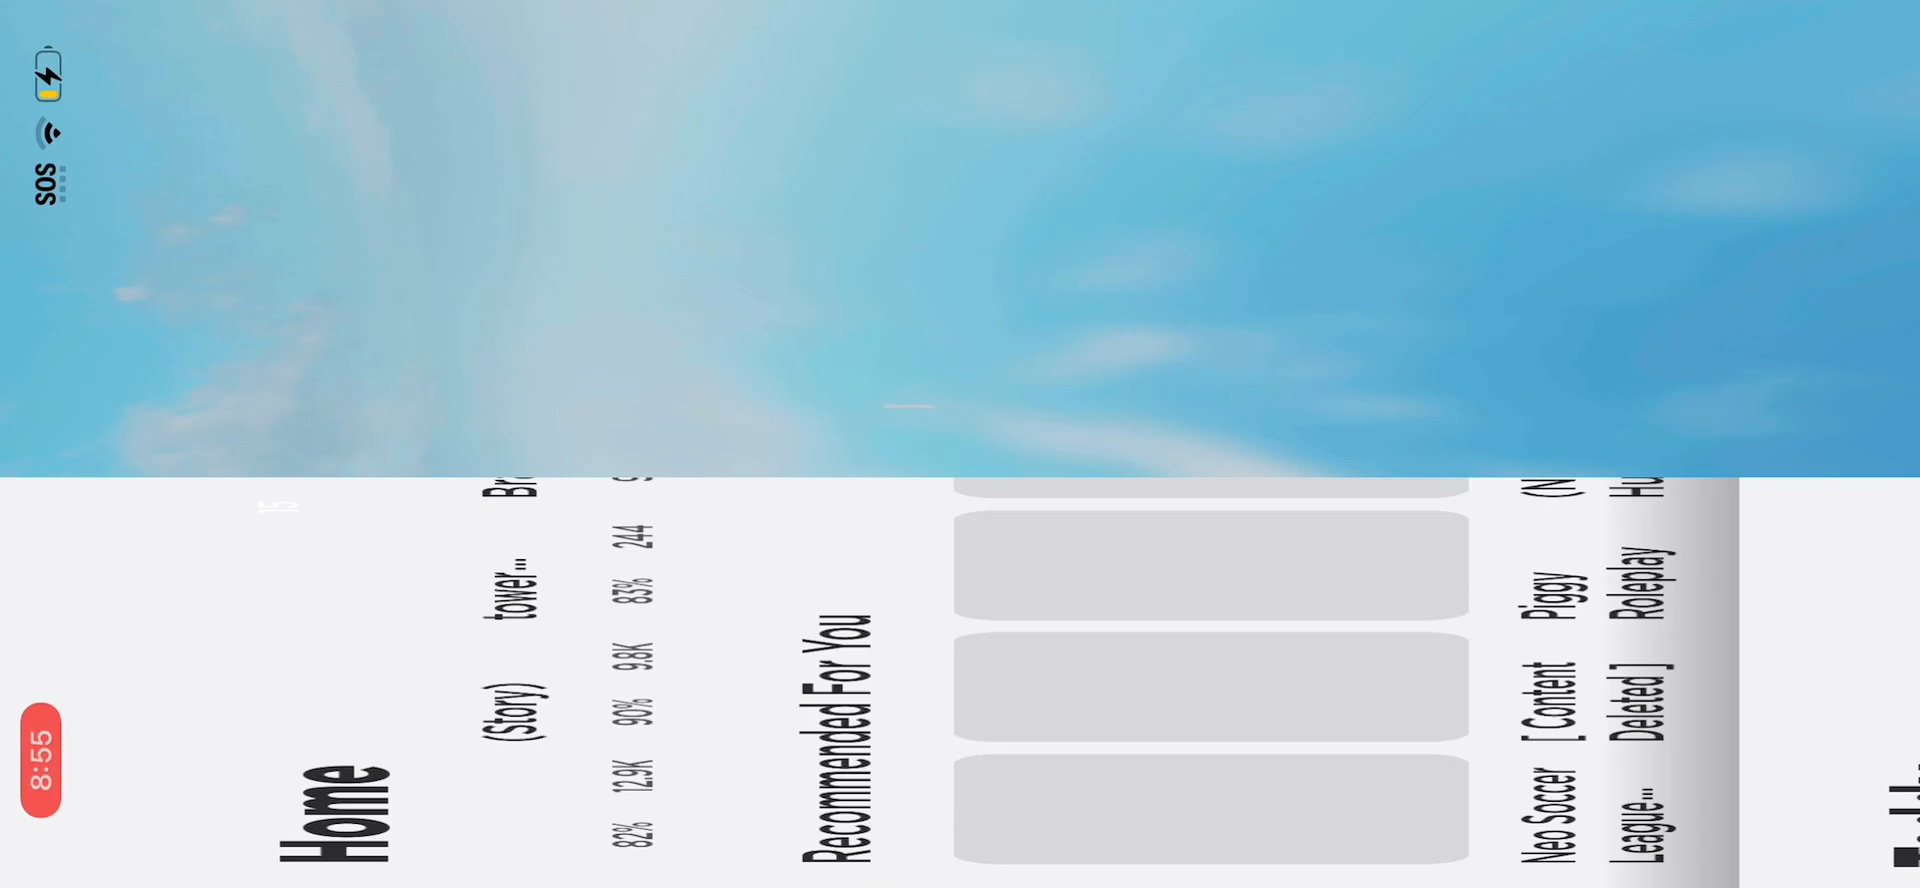 8:55
SOS
15
Home
(Story)
tower...
82% 12.9K 90% 9.8K 83% 244
Recommended For You
Neo Soccer
League...
[ Content
Deleted ]
Piggy
Roleplay